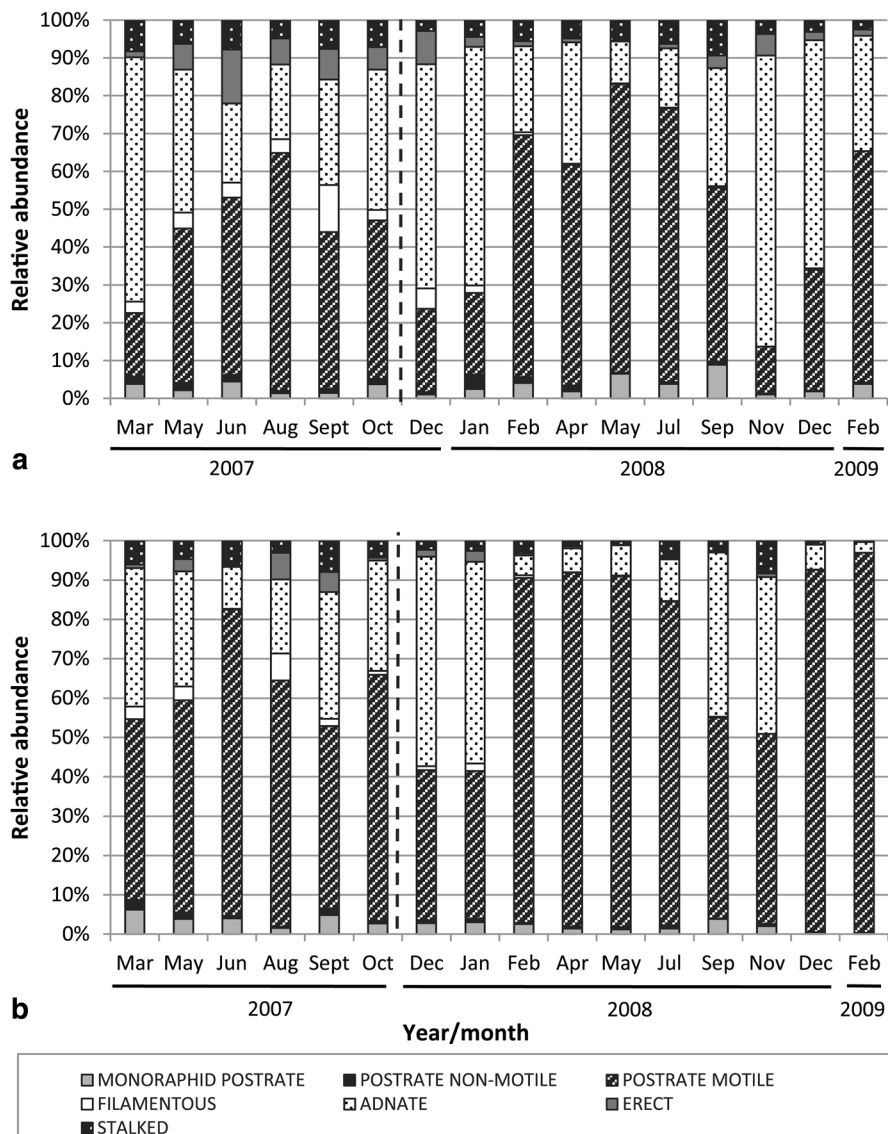 100%
90%
80%
70%
60%
50%
40%
30%
20%
10%
0%
Relative abundance
Mar May Jun Aug Sept Oct Dec Jan Feb Apr May Jul Sep Nov Dec Feb
a 2007 2008 2009
100%
90%
80%
70%
60%
50%
40%
30%
20%
10%
0%
Relative abundance
Mar May Jun Aug Sept Oct Dec Jan Feb Apr May Jul Sep Nov Dec Feb
b 2007 2008 2009
Year/month
MONORAPHID POSTRATE POSTRATE NON-MOTILE POSTRATE MOTILE
FILAMENTOUS ADNATE ERECT
STALKED